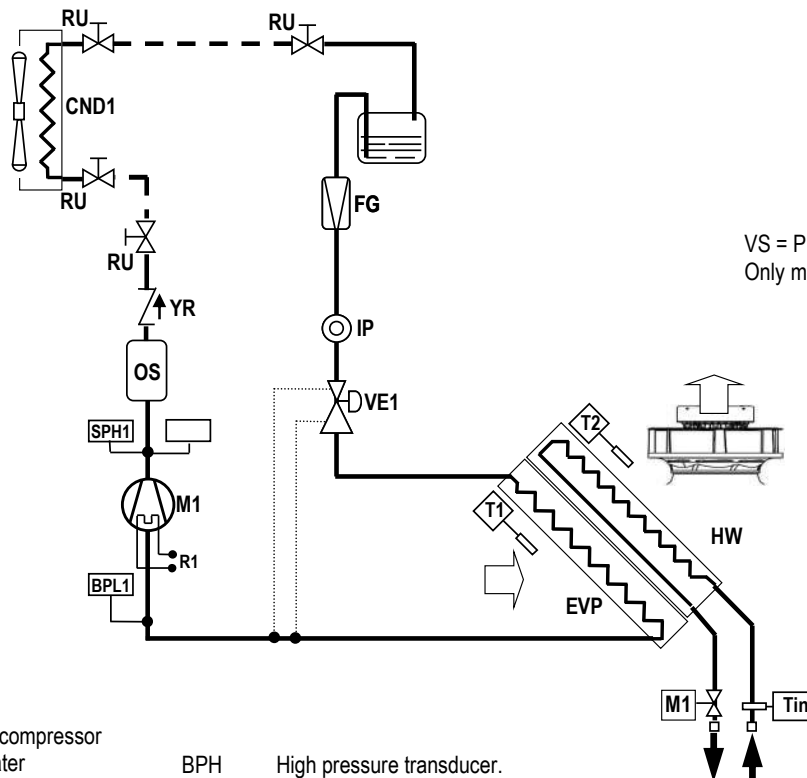 RU
RU
CND1
RU
FG
VS = P
Only m
RU
YR
IP
OS
VE1
SPH1
T2
T1
M1
HW
R1
BPL1
EVP
M1
Tin
compressor
ater
BPH High pressure transducer.